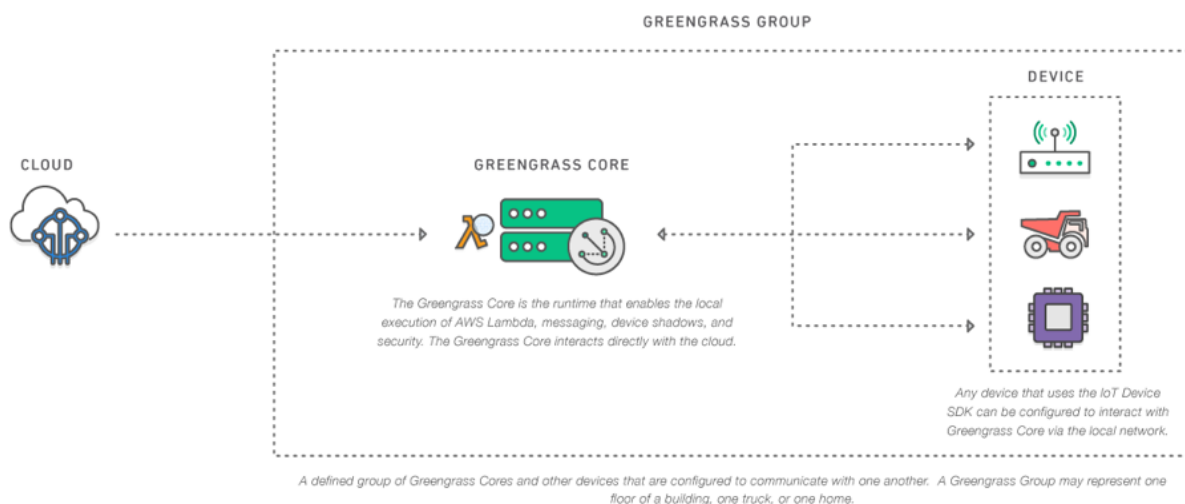 GREENGRASS GROUP
DEVICE
CLOUD
GREENGRASS CORE
The Greengrass Core is the runtime that enables the local
execution of AWS Lambda, messaging, device shadows, and
security. The Greengrass Core interacts directly with the cloud.
Any device that uses the IoT Device
SDK can be configured to interact with
Greengrass Core via the local network.
A defined group of Greengrass Cores and other devices that are configured to communicate with one another. A Greengrass Group may represent one
floor of a building, one truck, or one home.